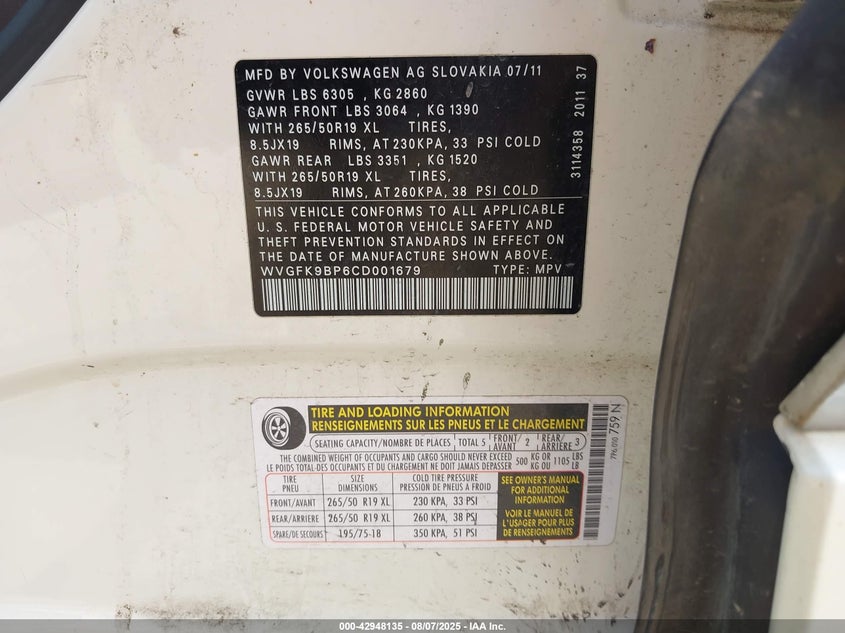 MFD BY VOLKSWAGEN AG SLOVAKIA 07/11
GVWR LBS 6305 , KG 2860
GAWR FRONT LBS 3064 , KG 1390
WITH 265/50R19 XL TIRES,
8.5JX19 RIMS, AT 230KPA, 33 PSI COLD
GAWR REAR LBS 3351 , KG 1520
WITH 265/50R19 XL TIRES,
8.5JX19 RIMS, AT 260KPA, 38 PSI COLD
THIS VEHICLE CONFORMS TO ALL APPLICABLE
U. S. FEDERAL MOTOR VEHICLE SAFETY AND
THEFT PREVENTION STANDARDS IN EFFECT ON
THE DATE OF MANUFACTURE SHOWN ABOVE.
WVGFK9BP6CD001679 TYPE: MPV
3114358 2011 37
TIRE AND LOADING INFORMATION
RENSEIGNEMENTS SUR LES PNEUS ET LE CHARGEMENT
SEATING CAPACITY/NOMBRE DE PLACES TOTAL 5 FRONT/AVANT 2 REAR/ARRIÈRE 3
THE COMBINED WEIGHT OF OCCUPANTS AND CARGO SHOULD NEVER EXCEED 500 KG OR 1105 LBS
LE POIDS TOTAL DES OCCUPANTS ET DU CHARGEMENT NE DOIT JAMAIS DÉPASSER KG OU LB
TIRE PNEU SIZE DIMENSIONS COLD TIRE PRESSURE PRESSION DE PNEUS A FROID
FRONT/AVANT 265/50 R19 XL 230 KPA, 33 PSI
REAR/ARRIERE 265/50 R19 XL 260 KPA, 38 PSI
SPARE/DE SECOURS 195/75-18 350 KPA, 51 PSI
SEE OWNER'S MANUAL
FOR ADDITIONAL
INFORMATION
VOIR LE MANUEL DE
L'USAGER POUR PLUS
DE RENSEIGNEMENTS
7P6 010 759 N
000-42948135 - 08/07/2025 - IAA Inc.